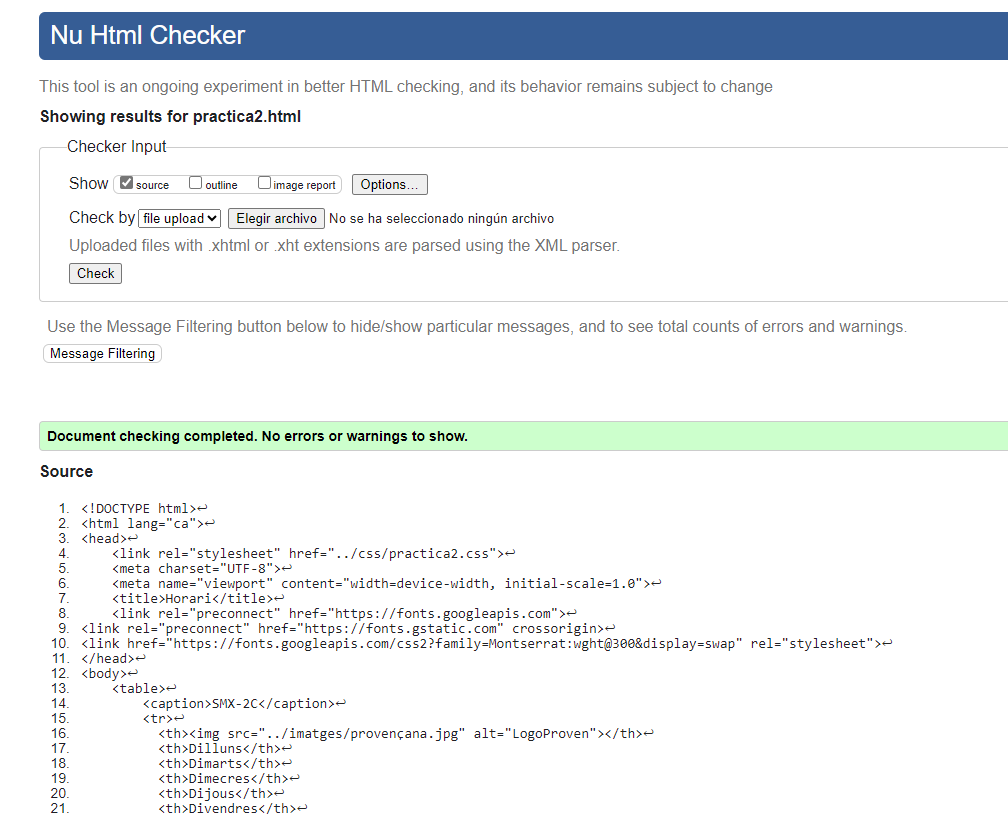 Nu Html Checker
This tool is an ongoing experiment in better HTML checking, and its behavior remains subject to change
Showing results for practica2.html
Checker Input
Show source outline image report Options...
Check by file upload Elegir archivo No se ha seleccionado ningún archivo
Uploaded files with .xhtml or .xht extensions are parsed using the XML parser.
Check
Use the Message Filtering button below to hide/show particular messages, and to see total counts of errors and warnings.
Message Filtering
Document checking completed. No errors or warnings to show.
Source
1. <!DOCTYPE html>↩
2. <html lang="ca">↩
3. <head>↩
4. <link rel="stylesheet" href="../css/practica2.css">↩
5. <meta charset="UTF-8">↩
6. <meta name="viewport" content="width=device-width, initial-scale=1.0">↩
7. <title>Horari</title>↩
8. <link rel="preconnect" href="https://fonts.googleapis.com">↩
9. <link rel="preconnect" href="https://fonts.gstatic.com" crossorigin>↩
10. <link href="https://fonts.googleapis.com/css2?family=Montserrat:wght@300&display=swap" rel="stylesheet">↩
11. </head>↩
12. <body>↩
13. <table>↩
14. <caption>SMX-2C</caption>↩
15. <tr>↩
16. <th><img src="../imatges/provençana.jpg" alt="LogoProven"></th>↩
17. <th>Dilluns</th>↩
18. <th>Dimarts</th>↩
19. <th>Dimecres</th>↩
20. <th>Dijous</th>↩
21. <th>Divendres</th>↩